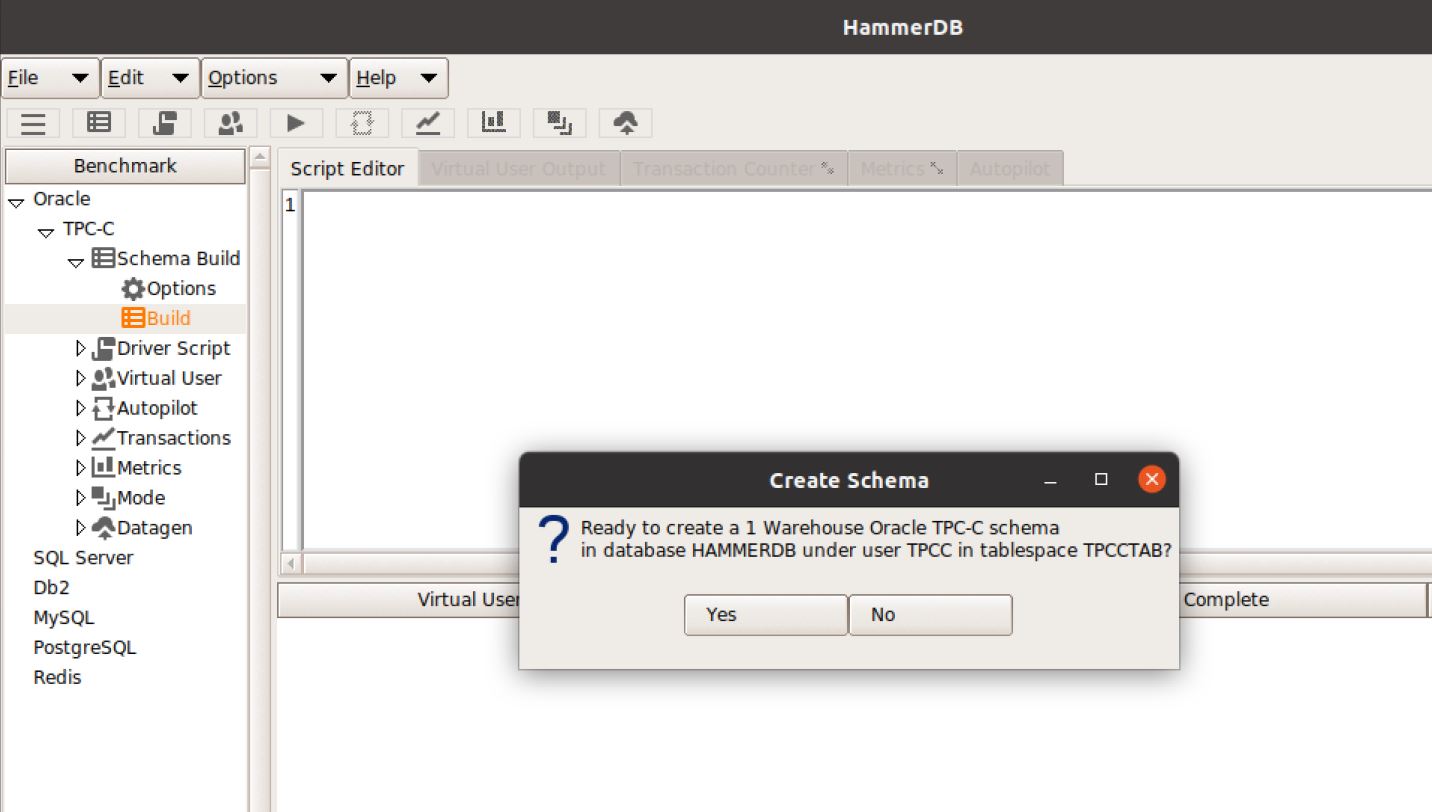 HammerDB
File Edit Options Help
Benchmark
Script Editor Virtual User Output Transaction Counter Metrics Autopilot
1
Oracle
TPC-C
Schema Build
Options
Build
Driver Script
Virtual User
Autopilot
Transactions
Metrics
Mode
Datagen
SQL Server
Db2
MySQL
PostgreSQL
Redis
Create Schema
? Ready to create a 1 Warehouse Oracle TPC-C schema
in database HAMMERDB under user TPCC in tablespace TPCCTAB?
Yes No
Virtual User Complete